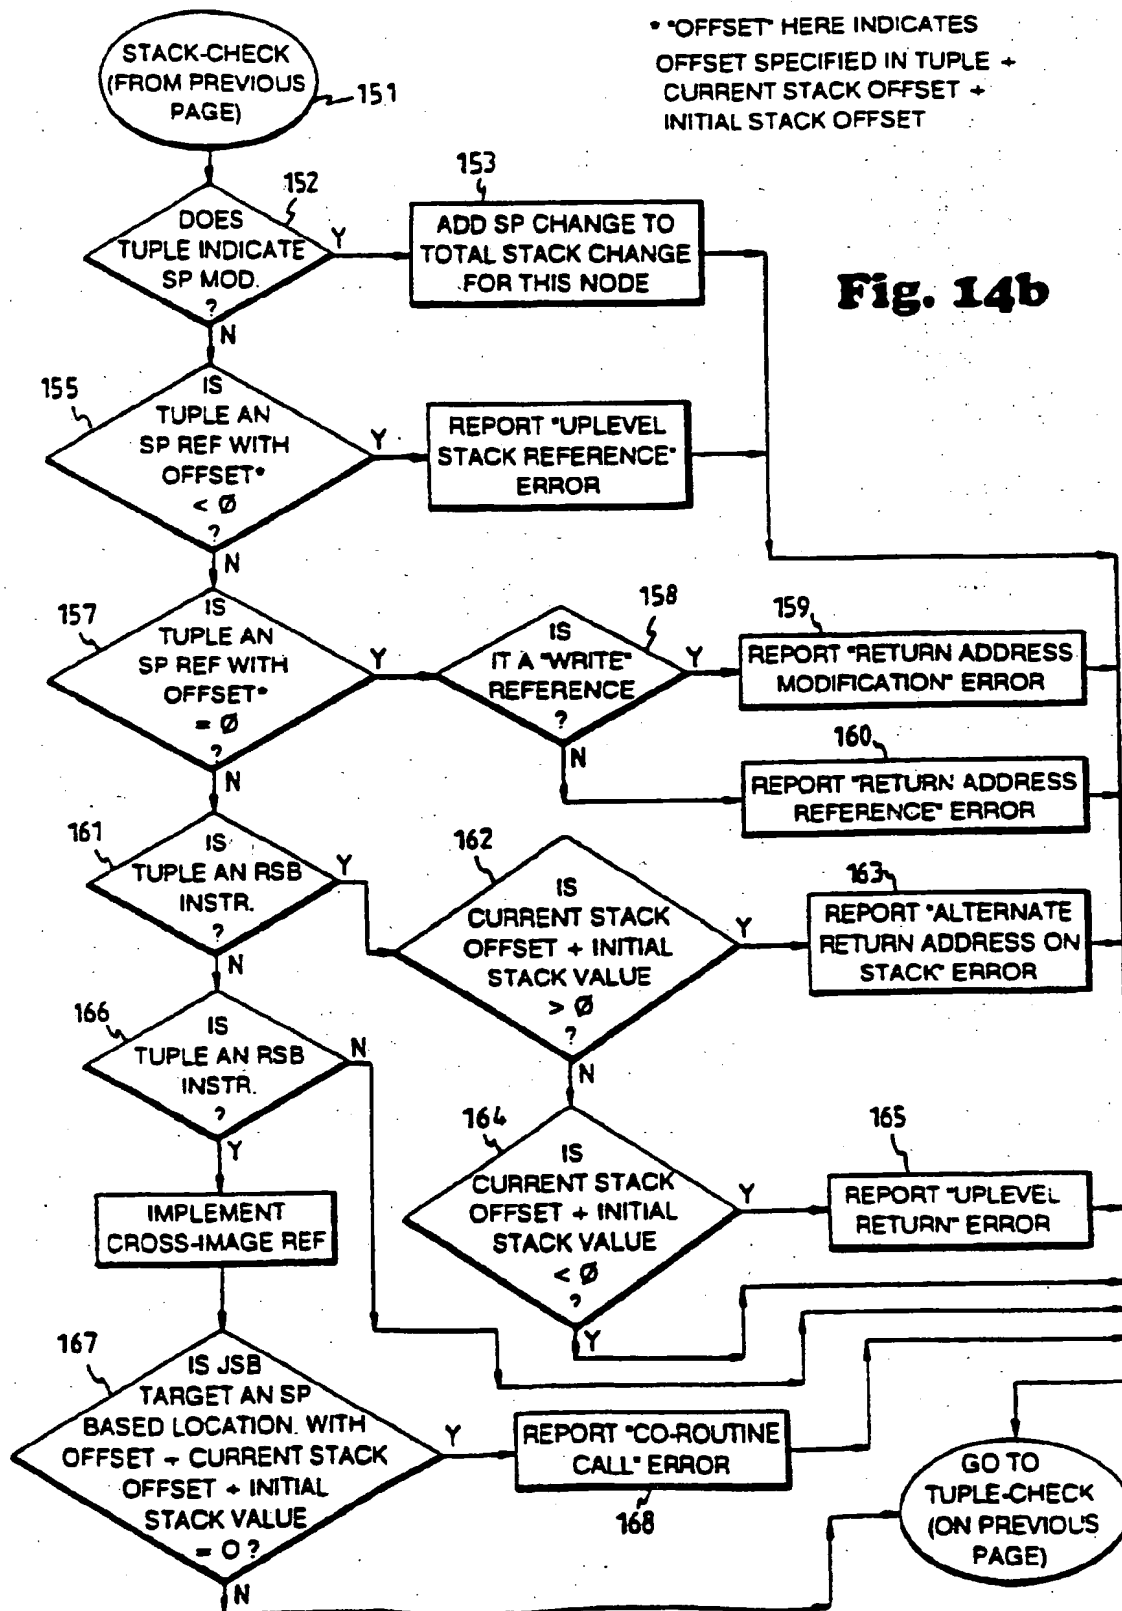 STACK-CHECK
(FROM PREVIOUS
PAGE)
151
* "OFFSET" HERE INDICATES
OFFSET SPECIFIED IN TUPLE +
CURRENT STACK OFFSET +
INITIAL STACK OFFSET
152
DOES
TUPLE INDICATE
SP MOD.
?
Y
N
153
ADD SP CHANGE TO
TOTAL STACK CHANGE
FOR THIS NODE
Fig. 14b
155
IS
TUPLE AN
SP REF WITH
OFFSET*
< Ø
?
Y
N
REPORT "UPLEVEL
STACK REFERENCE"
ERROR
157
IS
TUPLE AN
SP REF WITH
OFFSET*
= Ø
?
Y
N
158
IS
IT A "WRITE"
REFERENCE
?
Y
N
159
REPORT "RETURN ADDRESS
MODIFICATION" ERROR
160
REPORT "RETURN ADDRESS
REFERENCE" ERROR
161
IS
TUPLE AN RSB
INSTR.
?
Y
N
162
IS
CURRENT STACK
OFFSET + INITIAL
STACK VALUE
> Ø
?
Y
N
163
REPORT "ALTERNATE
RETURN ADDRESS ON
STACK" ERROR
166
IS
TUPLE AN RSB
INSTR.
?
N
Y
164
IS
CURRENT STACK
OFFSET + INITIAL
STACK VALUE
< Ø
?
Y
Y
165
REPORT "UPLEVEL
RETURN" ERROR
IMPLEMENT
CROSS-IMAGE REF
167
IS JSB
TARGET AN SP
BASED LOCATION. WITH
OFFSET + CURRENT STACK
OFFSET + INITIAL
STACK VALUE
= O ?
Y
N
REPORT "CO-ROUTINE
CALL" ERROR
168
GO TO
TUPLE-CHECK
(ON PREVIOUS
PAGE)